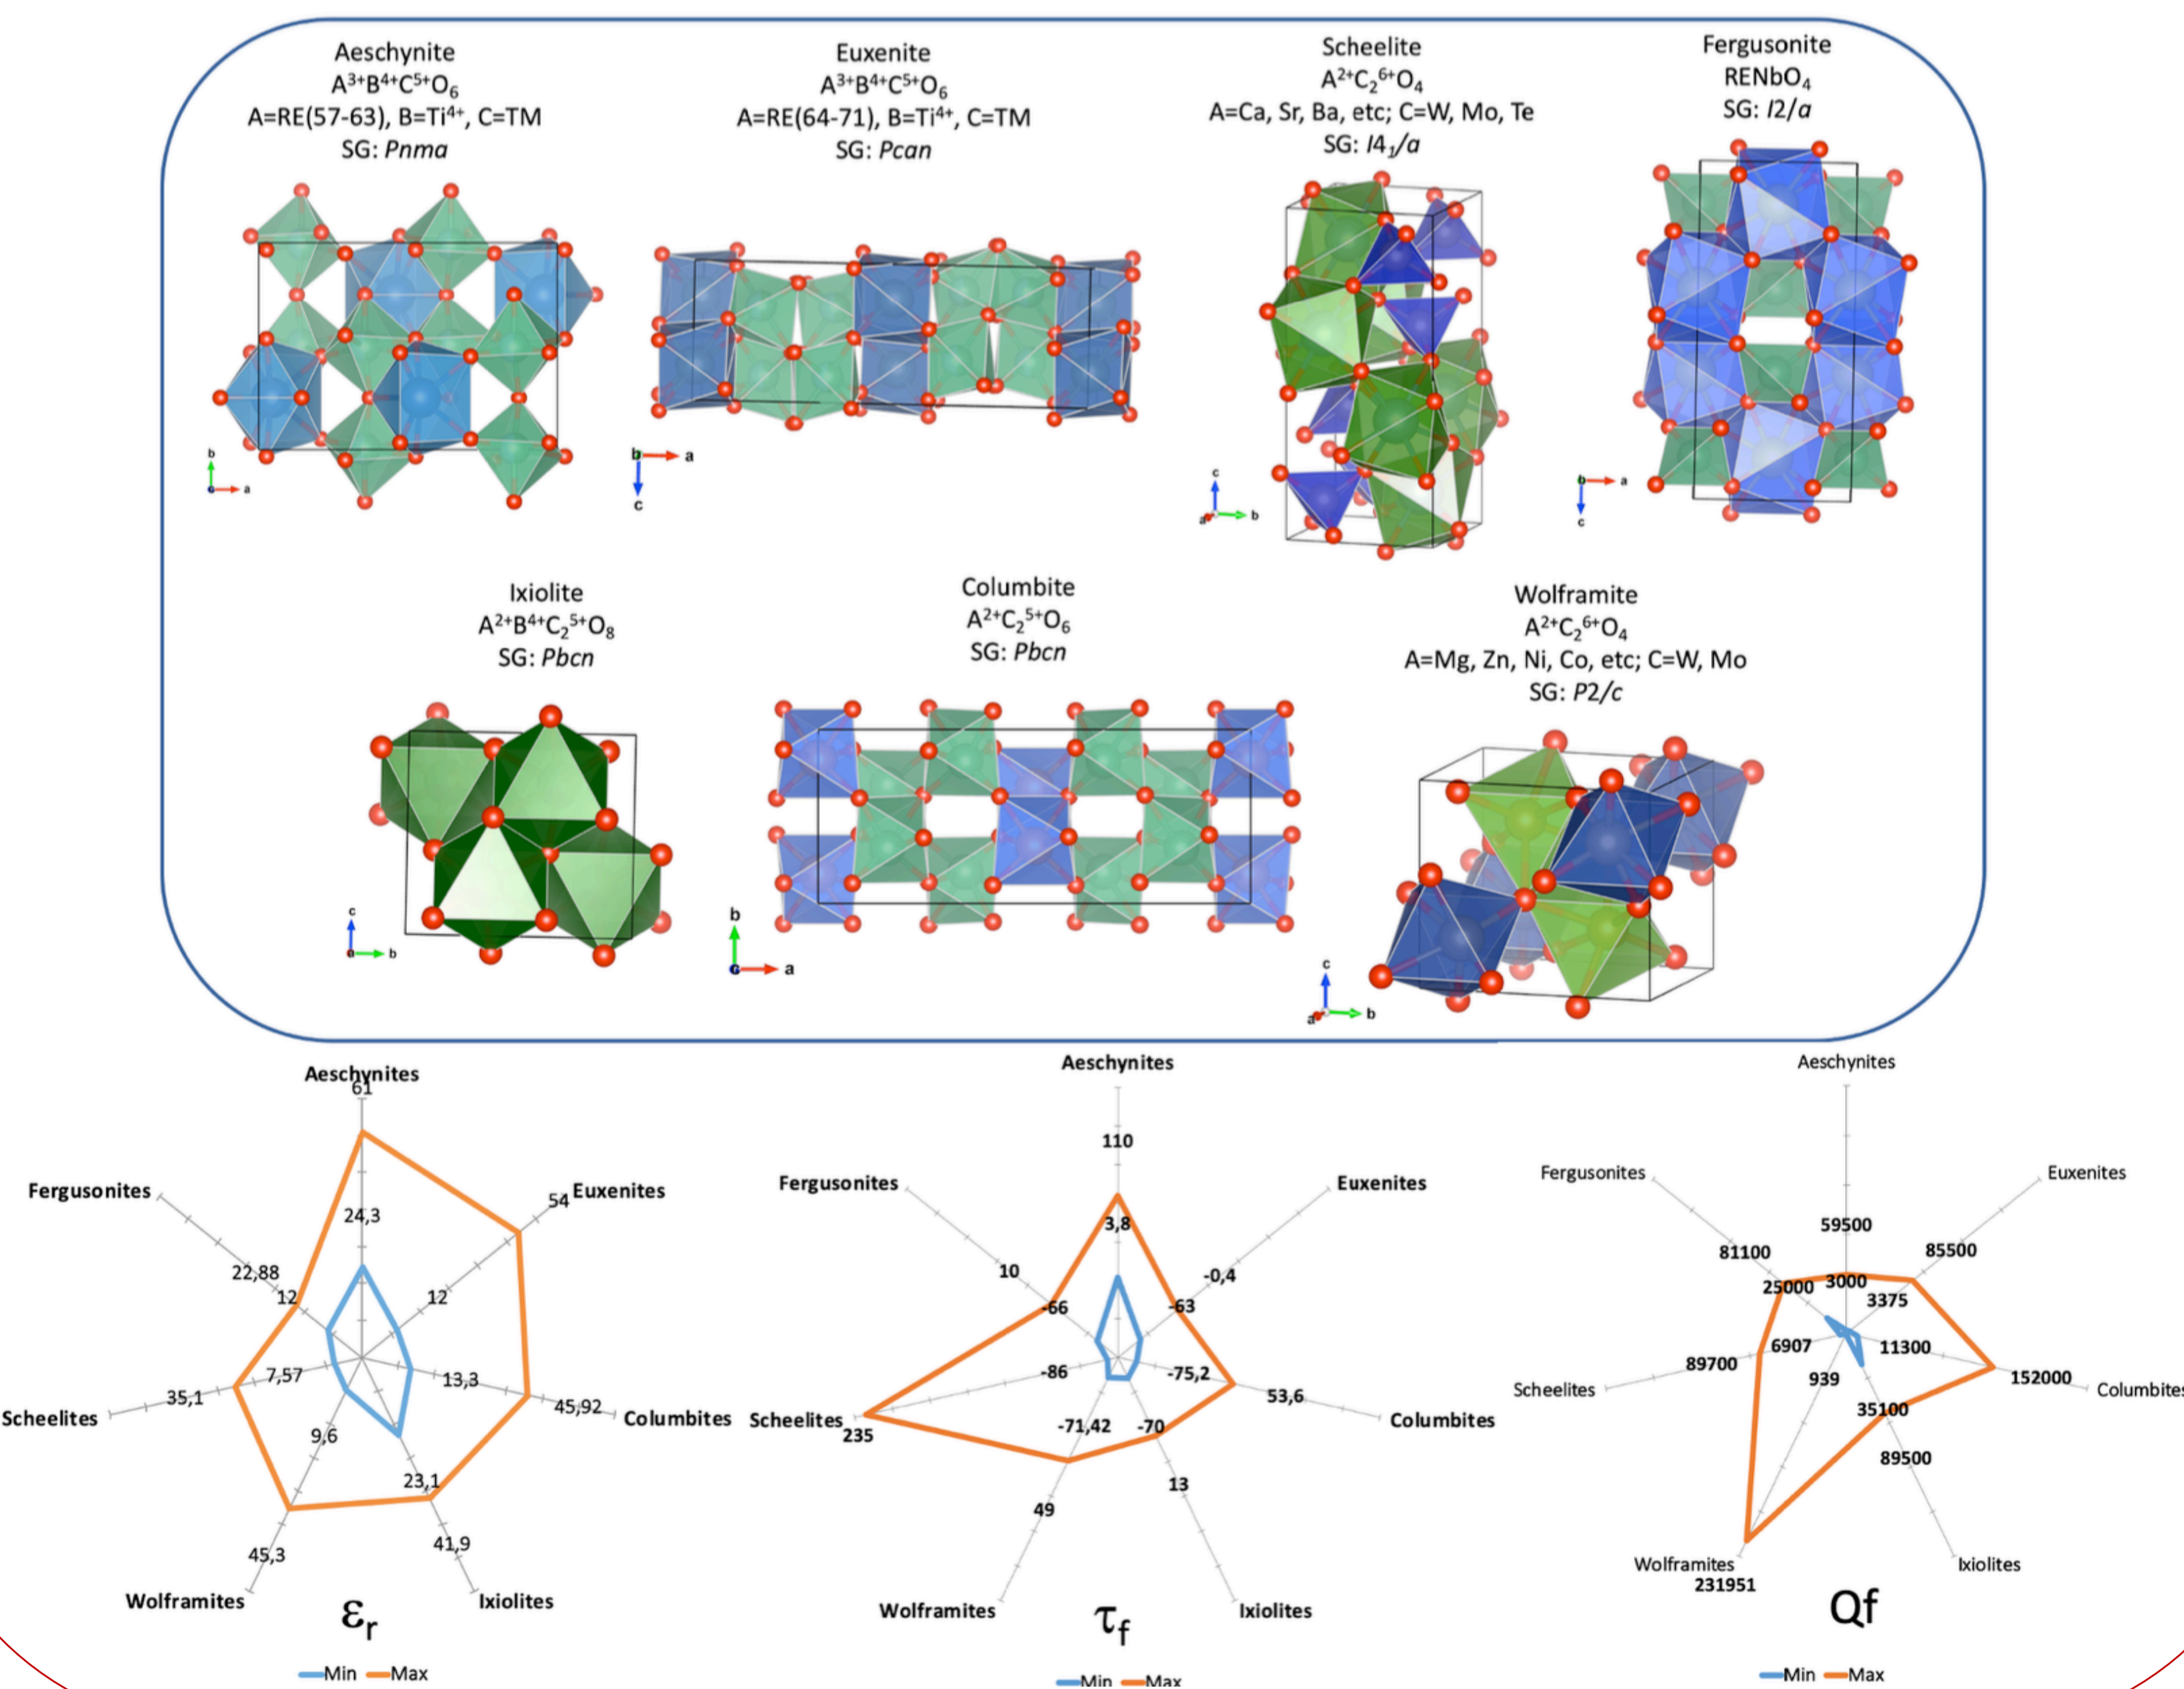 Aeschynite
A³⁺B⁴⁺C⁵⁺O₆
A=RE(57-63), B=Ti⁴⁺, C=TM
SG: Pnma
b
a
c
Euxenite
A³⁺B⁴⁺C⁵⁺O₆
A=RE(64-71), B=Ti⁴⁺, C=TM
SG: Pcan
b
a
c
Scheelite
A²⁺C₂⁶⁺O₄
A=Ca, Sr, Ba, etc; C=W, Mo, Te
SG: I4₁/a
c
a
b
Fergusonite
RENbO₄
SG: I2/a
b
a
c
Ixiolite
A²⁺B⁴⁺C₂⁵⁺O₈
SG: Pbcn
c
a
b
Columbite
A²⁺C₂⁵⁺O₆
SG: Pbcn
b
c
a
Wolframite
A²⁺C₂⁶⁺O₄
A=Mg, Zn, Ni, Co, etc; C=W, Mo
SG: P2/c
c
a
b
Aeschynites
61
24,3
Euxenites
54
12
Columbites
45,92
13,3
Ixiolites
41,9
23,1
Wolframites
45,3
9,6
Scheelites
35,1
7,57
Fergusonites
22,88
12
εr
Min Max
Aeschynites
110
3,8
Euxenites
-0,4
-63
Columbites
53,6
-75,2
Ixiolites
13
-70
Wolframites
49
-71,42
Scheelites
235
-86
Fergusonites
10
-66
τf
Min Max
Aeschynites
59500
3000
Euxenites
85500
3375
Columbites
152000
11300
Ixiolites
89500
35100
Wolframites
231951
939
Scheelites
89700
6907
Fergusonites
81100
25000
Qf
Min Max